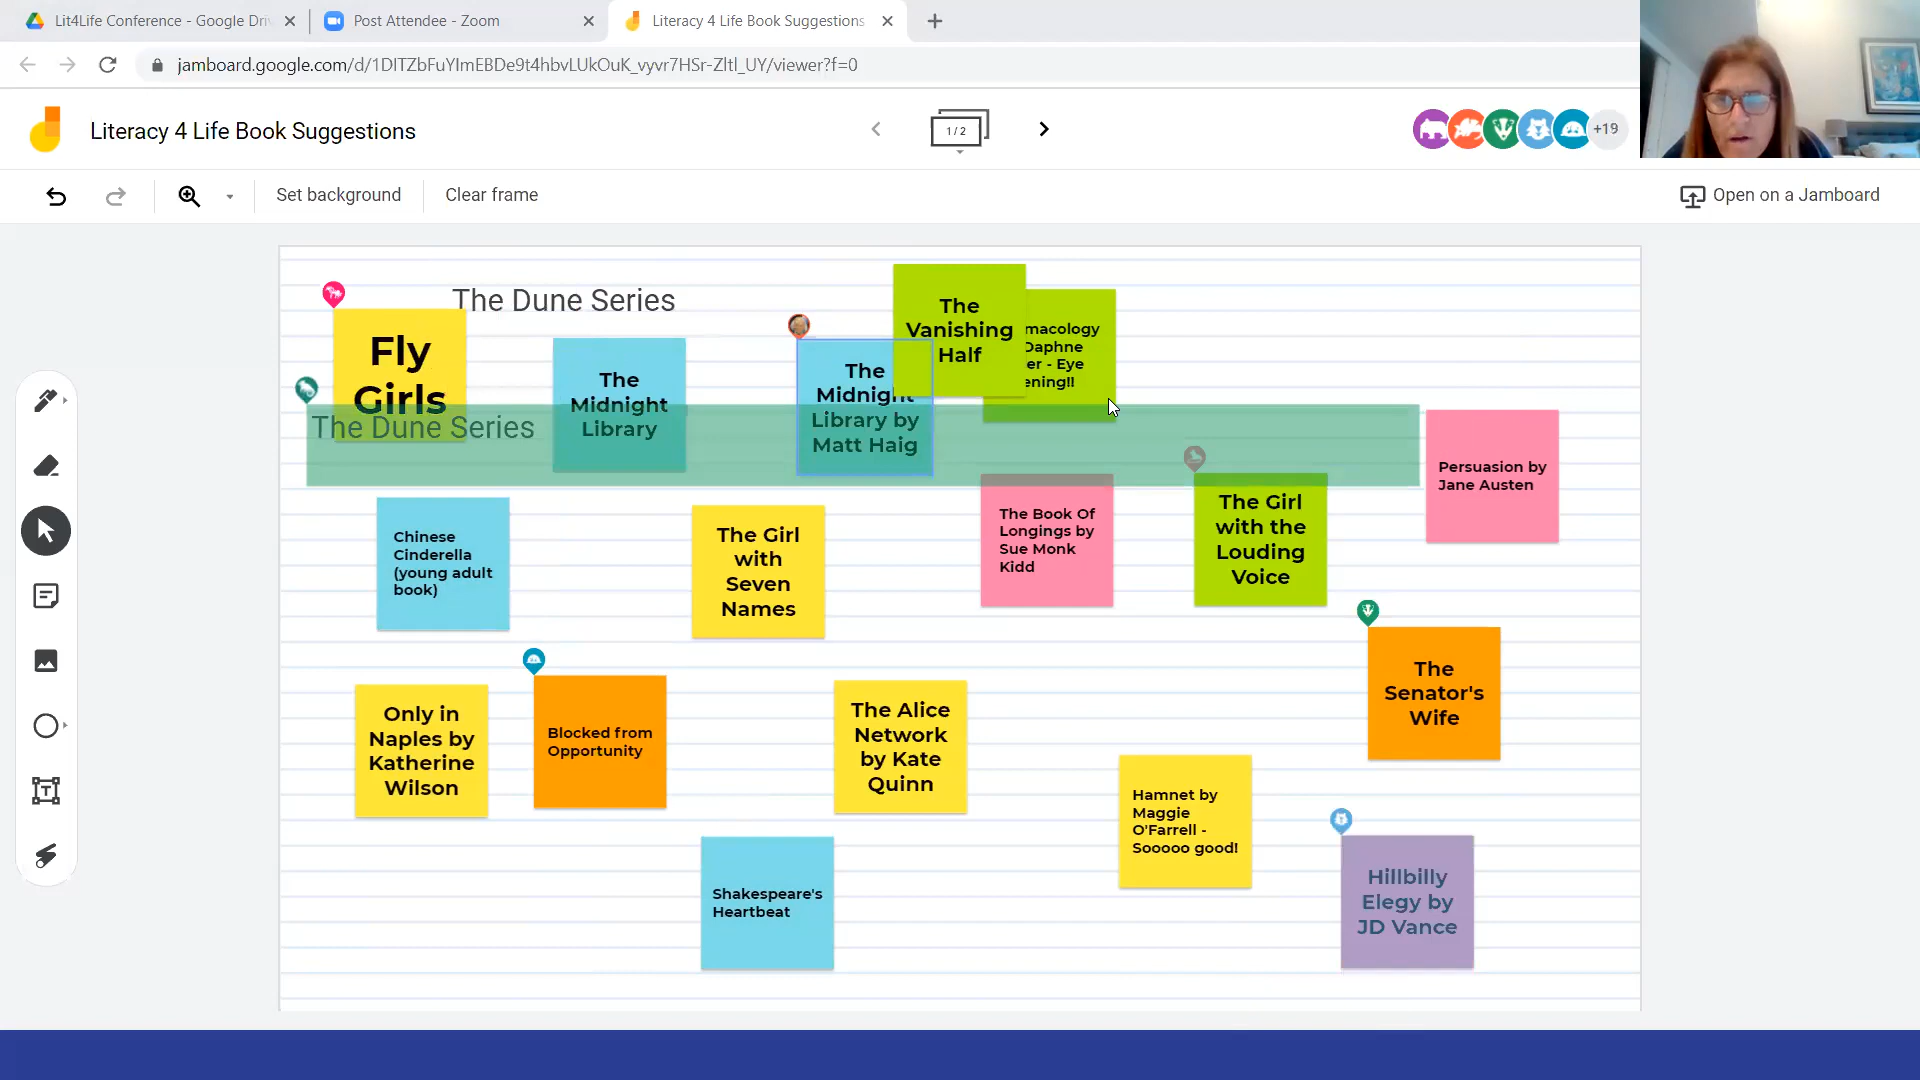 Lit4Life Conference - Google Dri
Post Attendee - Zoom
Literacy 4 Life Book Suggestions
jamboard.google.com/d/1DITZbFuYImEBDe9t4hbvLUkOuK_vyvr7HSr-ZltI_UY/viewer?f=0
Literacy 4 Life Book Suggestions
1 / 2
+19
Set background
Clear frame
Open on a Jamboard
The Dune Series
Fly
Girls
The Dune Series
The
Midnight
Library
The
Midnight
Library by
Matt Haig
The
Vanishing
Half
macology
Daphne
er - Eye
ening!!
Persuasion by
Jane Austen
Chinese
Cinderella
(young adult
book)
The Girl
with
Seven
Names
The Book Of
Longings by
Sue Monk
Kidd
The Girl
with the
Louding
Voice
The
Senator's
Wife
Only in
Naples by
Katherine
Wilson
Blocked from
Opportunity
The Alice
Network
by Kate
Quinn
Hamnet by
Maggie
O'Farrell -
Sooooo good!
Shakespeare's
Heartbeat
Hillbilly
Elegy by
JD Vance